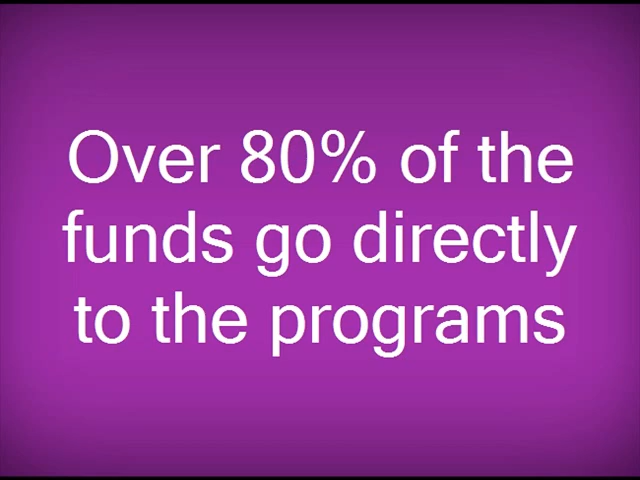 Over 80% of the
funds go directly
to the programs